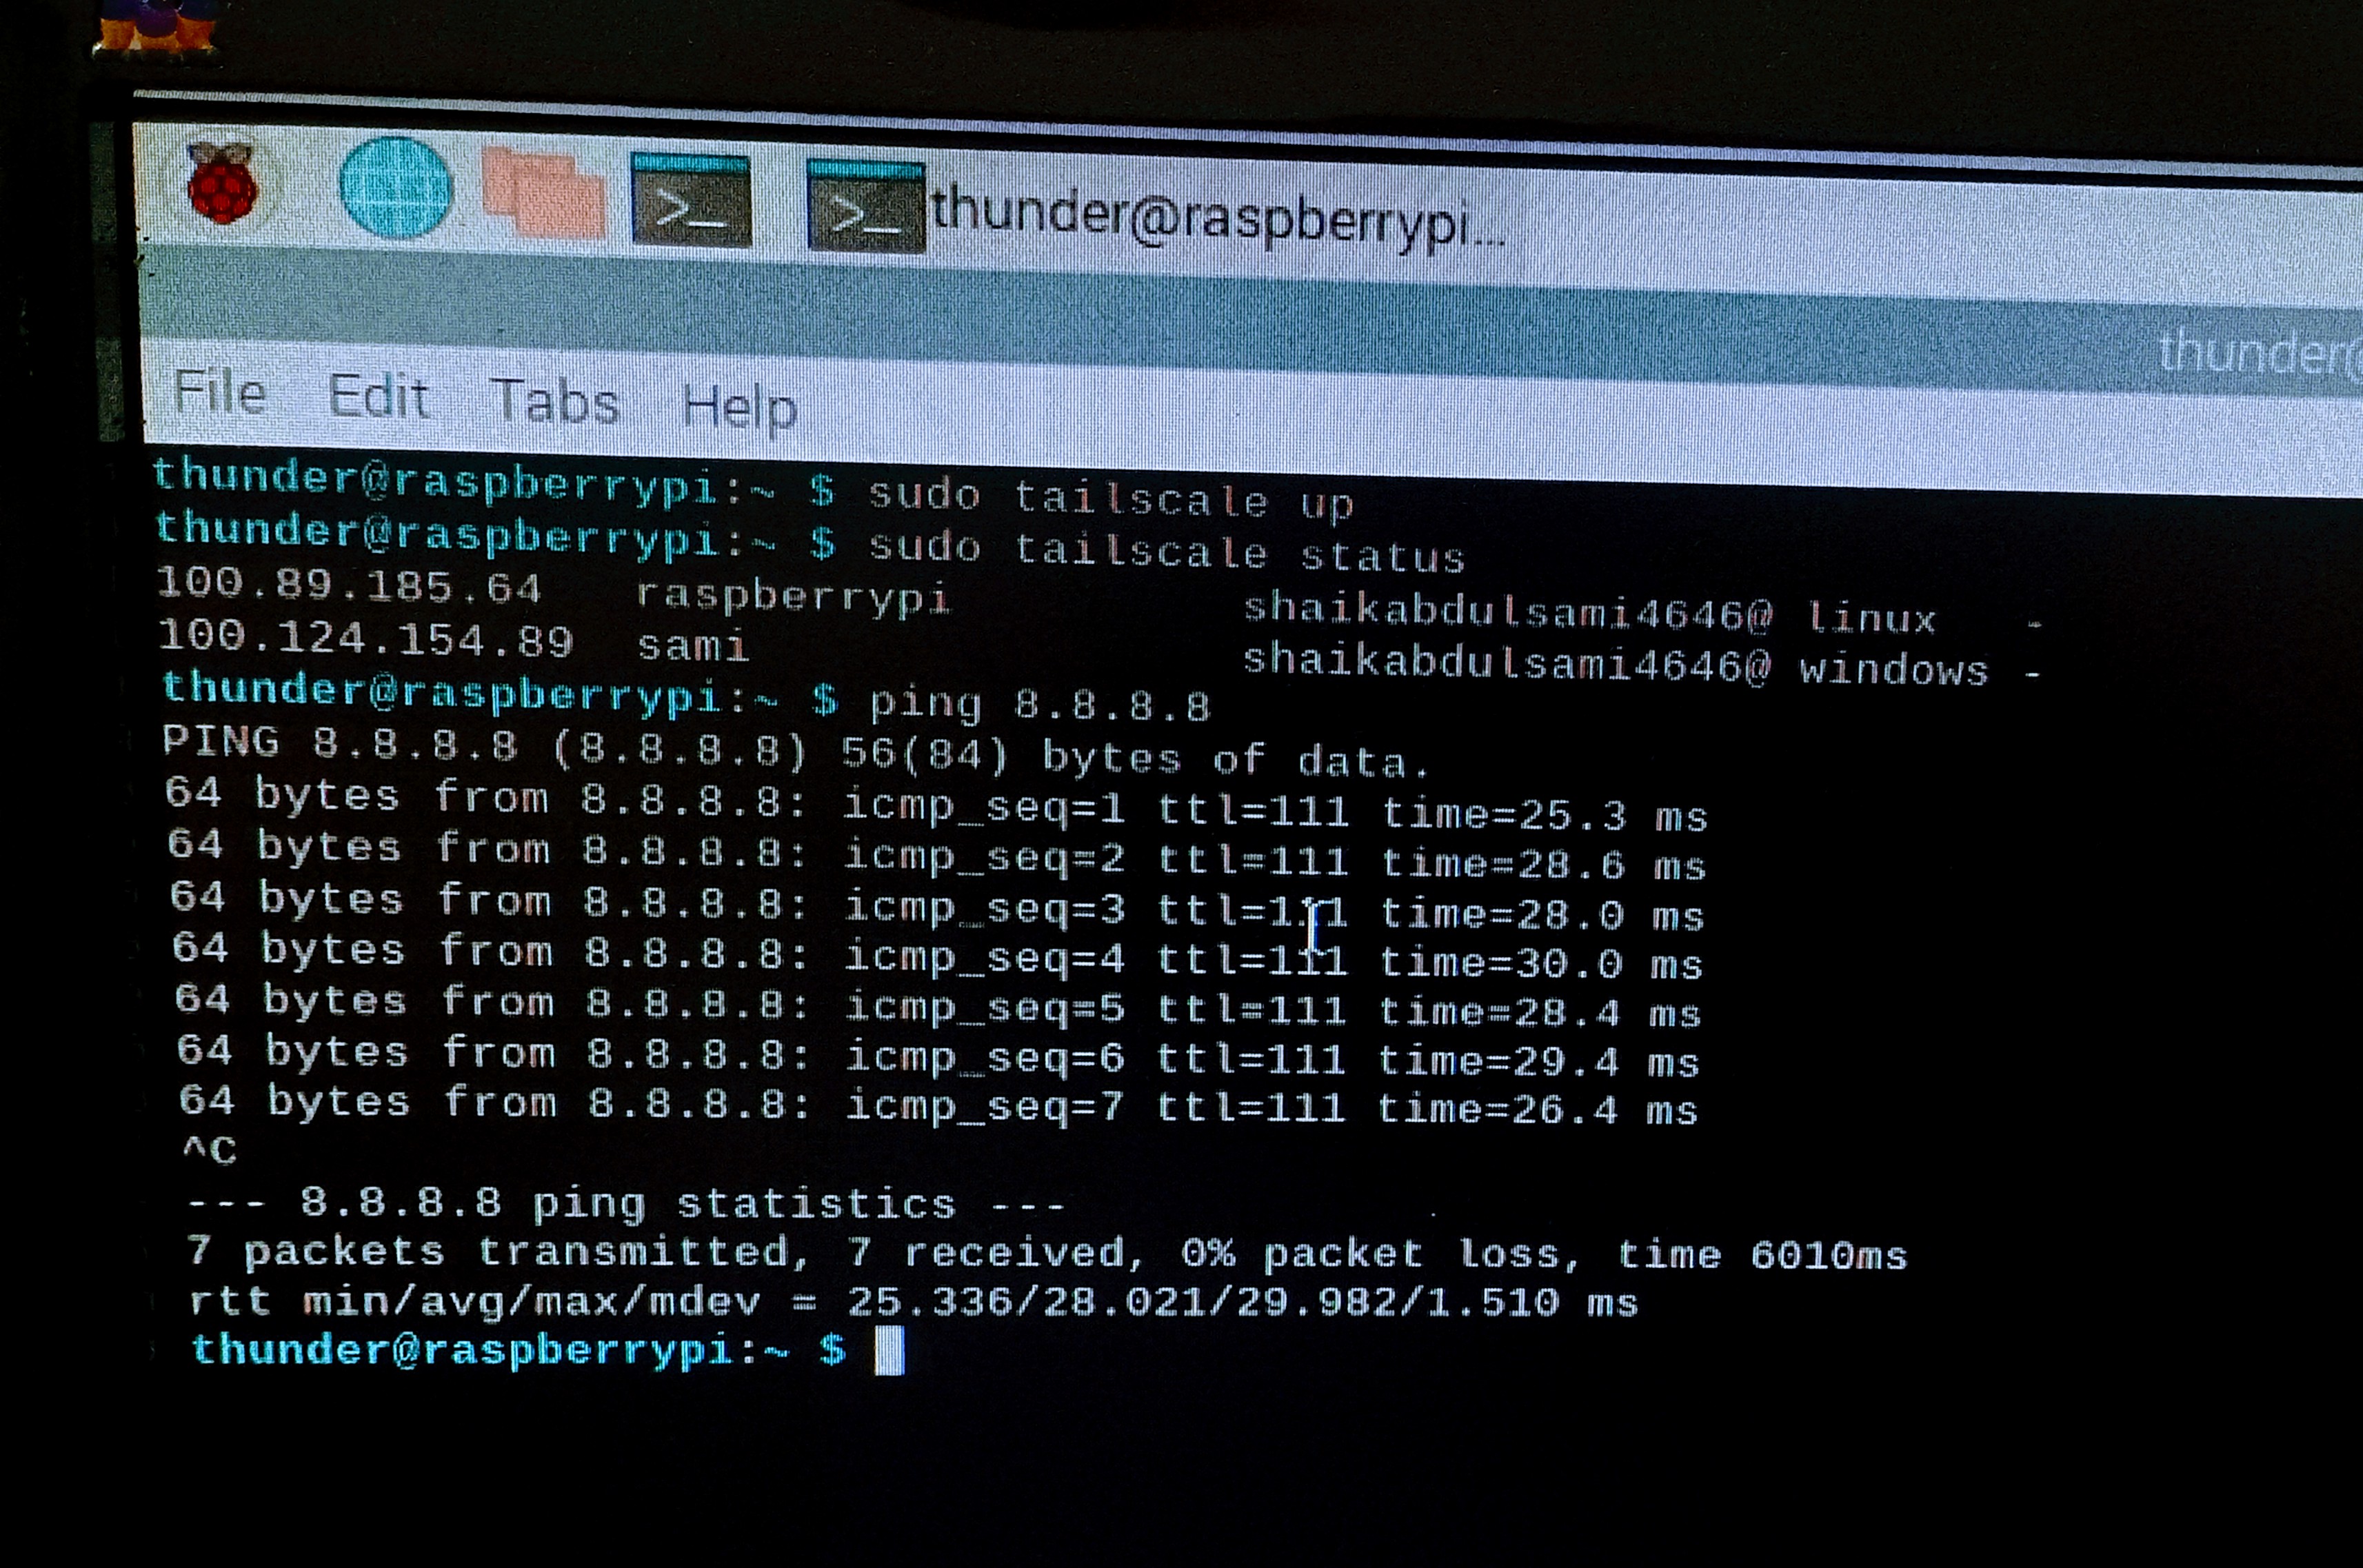 thunder@raspberrypi...
thunder@
File Edit Tabs Help
thunder@raspberrypi:~ $ sudo tailscale up
thunder@raspberrypi:~ $ sudo tailscale status
100.89.185.64 raspberrypi shaikabdulsami4646@ linux -
100.124.154.89 sami shaikabdulsami4646@ windows -
thunder@raspberrypi:~ $ ping 8.8.8.8
PING 8.8.8.8 (8.8.8.8) 56(84) bytes of data.
64 bytes from 8.8.8.8: icmp_seq=1 ttl=111 time=25.3 ms
64 bytes from 8.8.8.8: icmp_seq=2 ttl=111 time=28.6 ms
64 bytes from 8.8.8.8: icmp_seq=3 ttl=111 time=28.0 ms
64 bytes from 8.8.8.8: icmp_seq=4 ttl=111 time=30.0 ms
64 bytes from 8.8.8.8: icmp_seq=5 ttl=111 time=28.4 ms
64 bytes from 8.8.8.8: icmp_seq=6 ttl=111 time=29.4 ms
64 bytes from 8.8.8.8: icmp_seq=7 ttl=111 time=26.4 ms
^C
--- 8.8.8.8 ping statistics ---
7 packets transmitted, 7 received, 0% packet loss, time 6010ms
rtt min/avg/max/mdev = 25.336/28.021/29.982/1.510 ms
thunder@raspberrypi:~ $